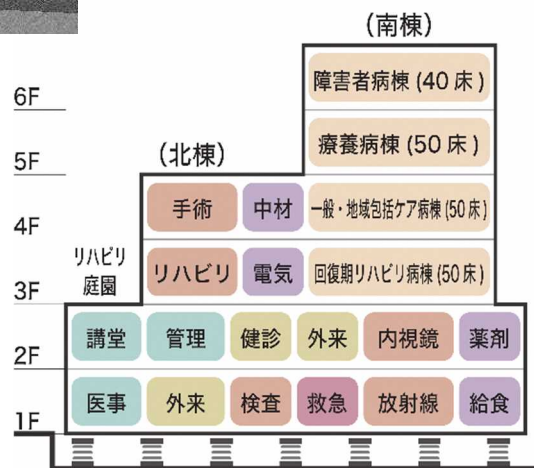 (南棟)
6F
障害者病棟 (40床)
療養病棟 (50床)
5F
(北棟)
4F
手術
中材
一般・地域包括ケア病棟 (50床)
リハビリ
庭園
3F
リハビリ
電気
回復期リハビリ病棟 (50床)
2F
講堂
管理
健診
外来
内視鏡
薬剤
1F
医事
外来
検査
救急
放射線
給食